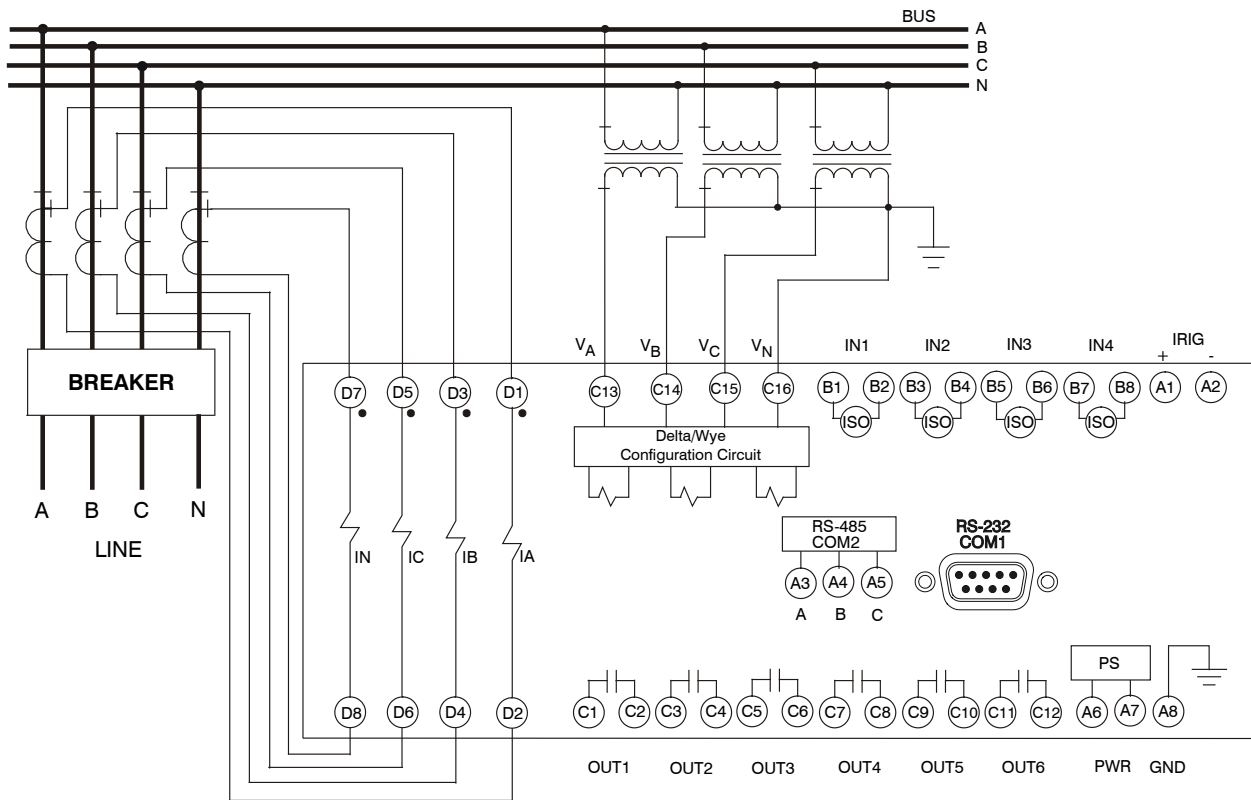 BUS
A
B
C
N
V_A V_B V_C V_N IN1 IN2 IN3 IN4 IRIG
+ -
BREAKER
D7 D5 D3 D1 C13 C14 C15 C16 B1 B2 B3 B4 B5 B6 B7 B8 A1 A2
ISO ISO ISO ISO
Delta/Wye
Configuration Circuit
A B C N
LINE
RS-485
COM2
RS-232
COM1
IN IC IB IA
A3 A4 A5
A B C
PS
D8 D6 D4 D2 C1 C2 C3 C4 C5 C6 C7 C8 C9 C10 C11 C12 A6 A7 A8
OUT1 OUT2 OUT3 OUT4 OUT5 OUT6 PWR GND